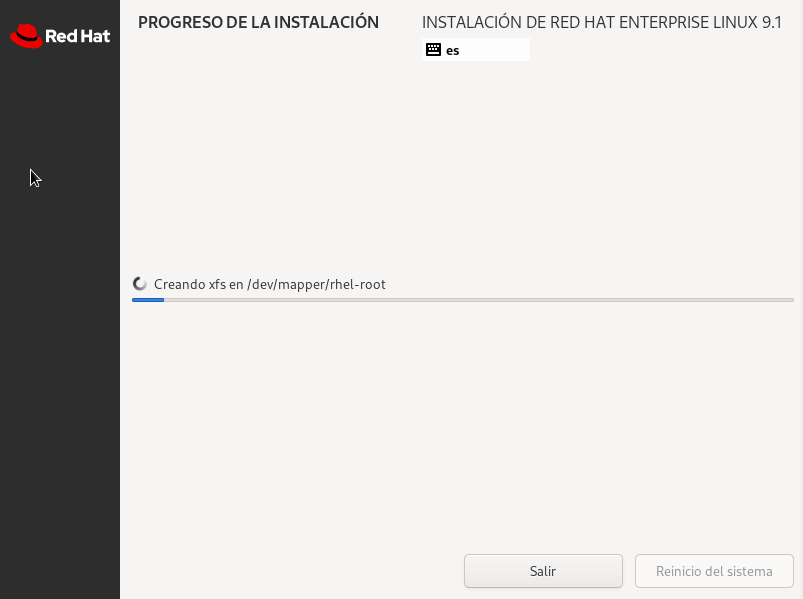 Red Hat
PROGRESO DE LA INSTALACIÓN
INSTALACIÓN DE RED HAT ENTERPRISE LINUX 9.1
es
Creando xfs en /dev/mapper/rhel-root
Salir
Reinicio del sistema